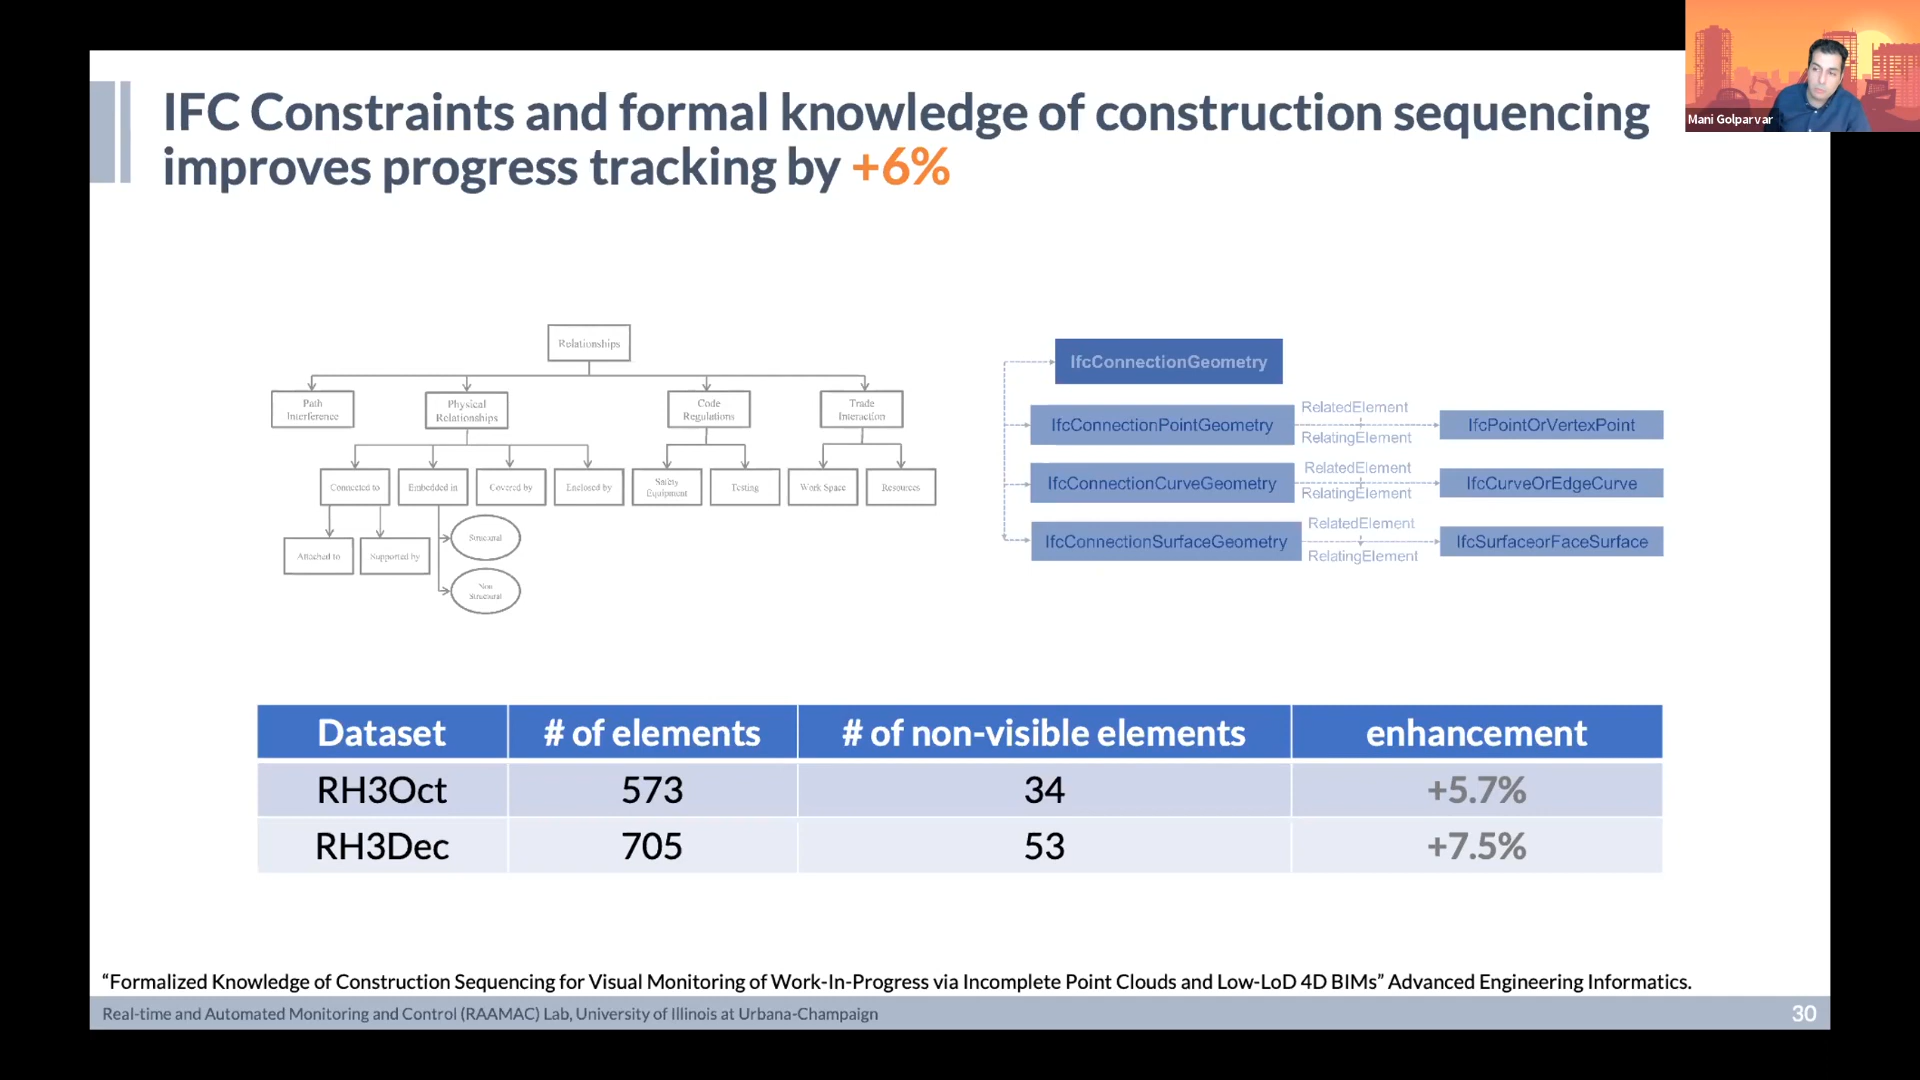 IFC Constraints and formal knowledge of construction sequencing
improves progress tracking by +6%
Mani Golparvar
Relationships
Path
Interference
Physical
Relationships
Code
Regulations
Trade
Interaction
Connected to
Embedded in
Covered by
Enclosed by
Safety
Equipment
Testing
Work Space
Resources
Attached to
Supported by
Structural
Non
Structural
IfcConnectionGeometry
IfcConnectionPointGeometry
RelatedElement
RelatingElement
IfcPointOrVertexPoint
IfcConnectionCurveGeometry
RelatedElement
RelatingElement
IfcCurveOrEdgeCurve
IfcConnectionSurfaceGeometry
RelatedElement
RelatingElement
IfcSurfaceorFaceSurface
Dataset # of elements # of non-visible elements enhancement
RH3Oct 573 34 +5.7%
RH3Dec 705 53 +7.5%
“Formalized Knowledge of Construction Sequencing for Visual Monitoring of Work-In-Progress via Incomplete Point Clouds and Low-LoD 4D BIMs” Advanced Engineering Informatics.
Real-time and Automated Monitoring and Control (RAAMAC) Lab, University of Illinois at Urbana-Champaign
30